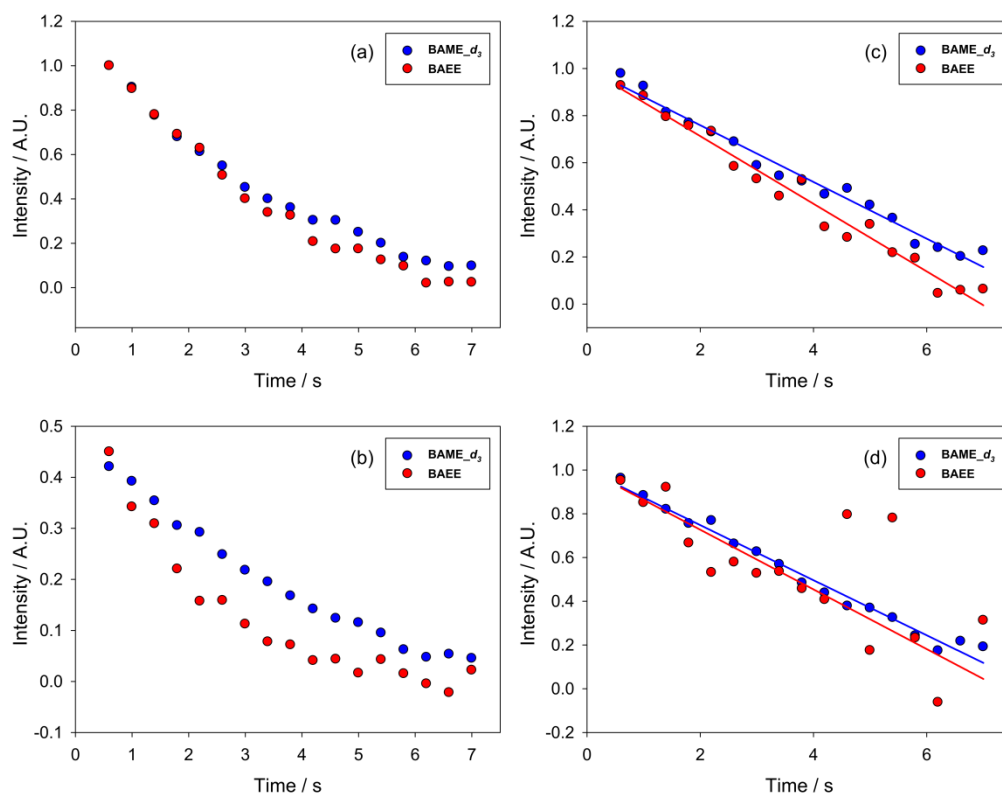 1.2
1.0
0.8
0.6
0.4
0.2
0.0
Intensity / A.U.
(a)
BAME_d3
BAEE
0 1 2 3 4 5 6 7
Time / s
1.2
1.0
0.8
0.6
0.4
0.2
0.0
Intensity / A.U.
(c)
BAME_d3
BAEE
0 2 4 6
Time / s
0.5
0.4
0.3
0.2
0.1
0.0
-0.1
Intensity / A.U.
(b)
BAME_d3
BAEE
0 1 2 3 4 5 6 7
Time / s
1.2
1.0
0.8
0.6
0.4
0.2
0.0
-0.2
Intensity / A.U.
(d)
BAME_d3
BAEE
0 2 4 6
Time / s